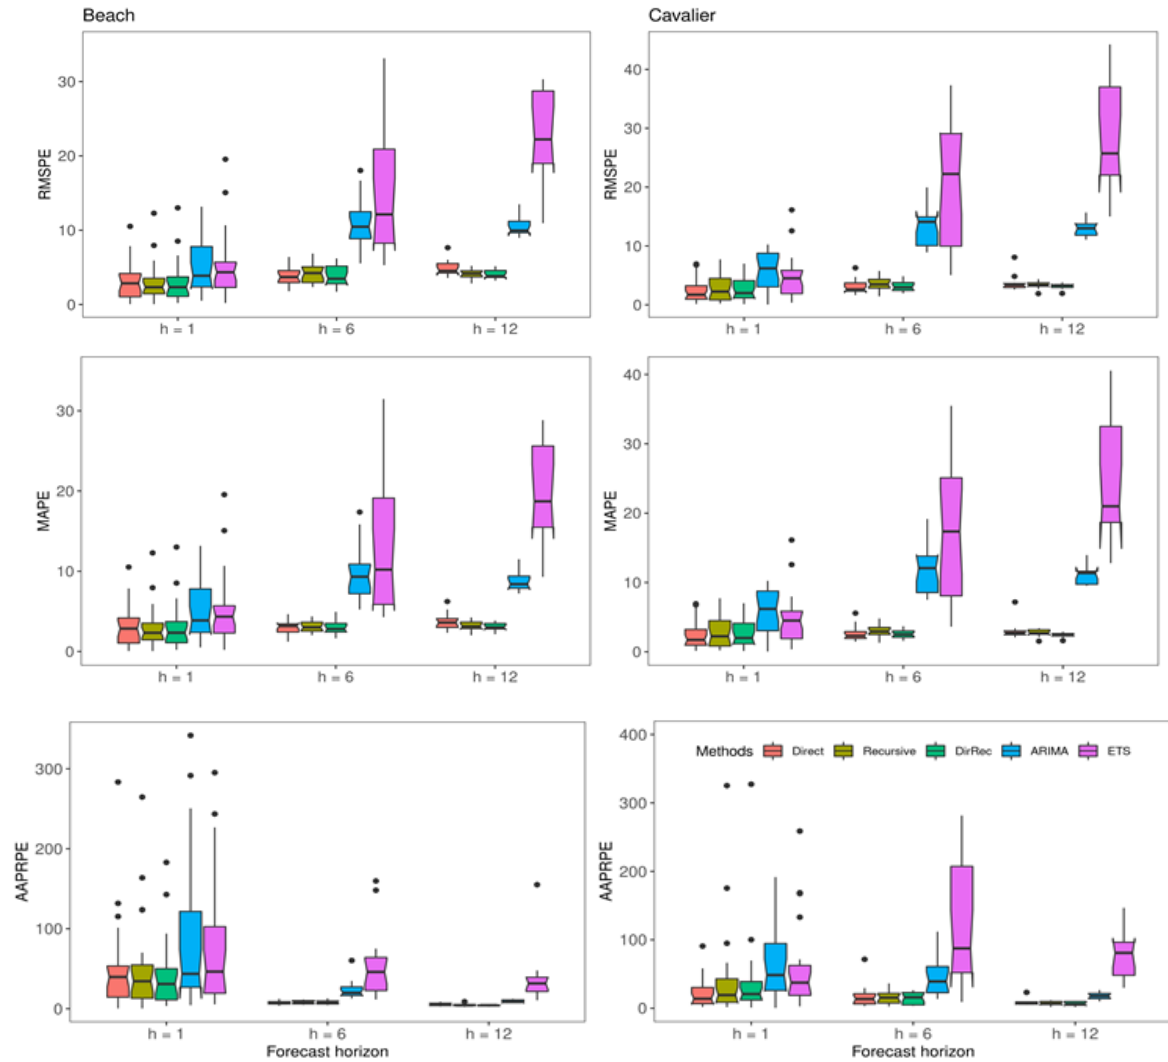 Beach
RMSPE
30
20
10
0
h = 1 h = 6 h = 12
Cavalier
RMSPE
40
30
20
10
0
h = 1 h = 6 h = 12
MAPE
30
20
10
0
h = 1 h = 6 h = 12
MAPE
40
30
20
10
0
h = 1 h = 6 h = 12
AAPRPE
300
200
100
0
h = 1 h = 6 h = 12
Forecast horizon
AAPRPE
400
300
200
100
0
Methods Direct Recursive DirRec ARIMA ETS
h = 1 h = 6 h = 12
Forecast horizon